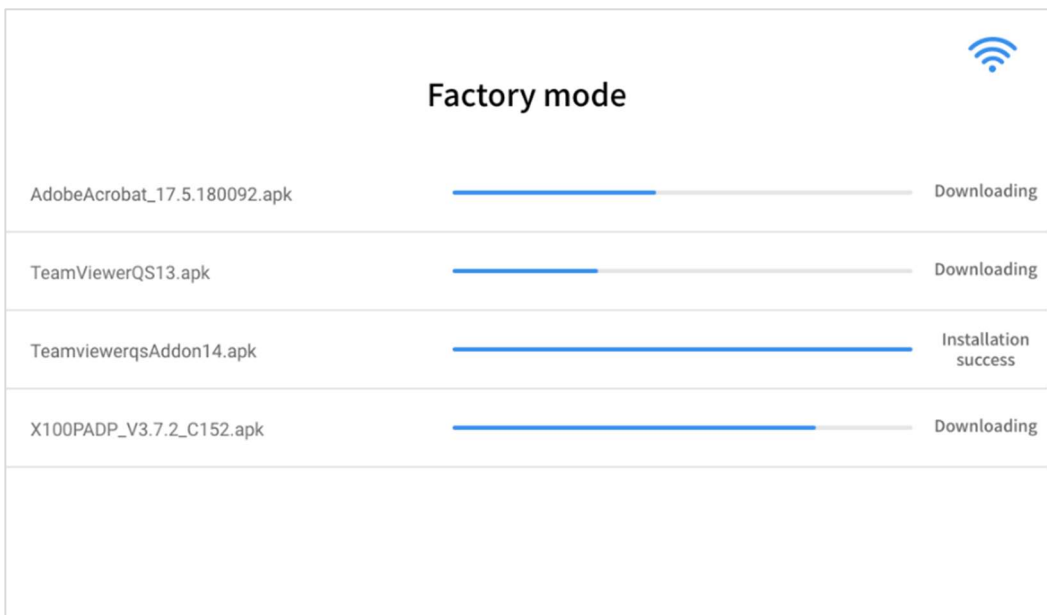 Factory mode
AdobeAcrobat_17.5.180092.apk Downloading
TeamViewerQS13.apk Downloading
TeamviewerqsAddon14.apk Installation
success
X100PADP_V3.7.2_C152.apk Downloading